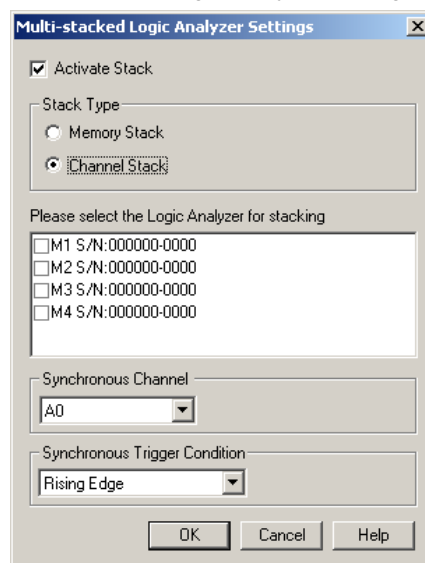 Multi-stacked Logic Analyzer Settings
Activate Stack
Stack Type
Memory Stack
Channel Stack
Please select the Logic Analyzer for stacking
M1 S/N:000000-0000
M2 S/N:000000-0000
M3 S/N:000000-0000
M4 S/N:000000-0000
Synchronous Channel
A0
Synchronous Trigger Condition
Rising Edge
OK Cancel Help